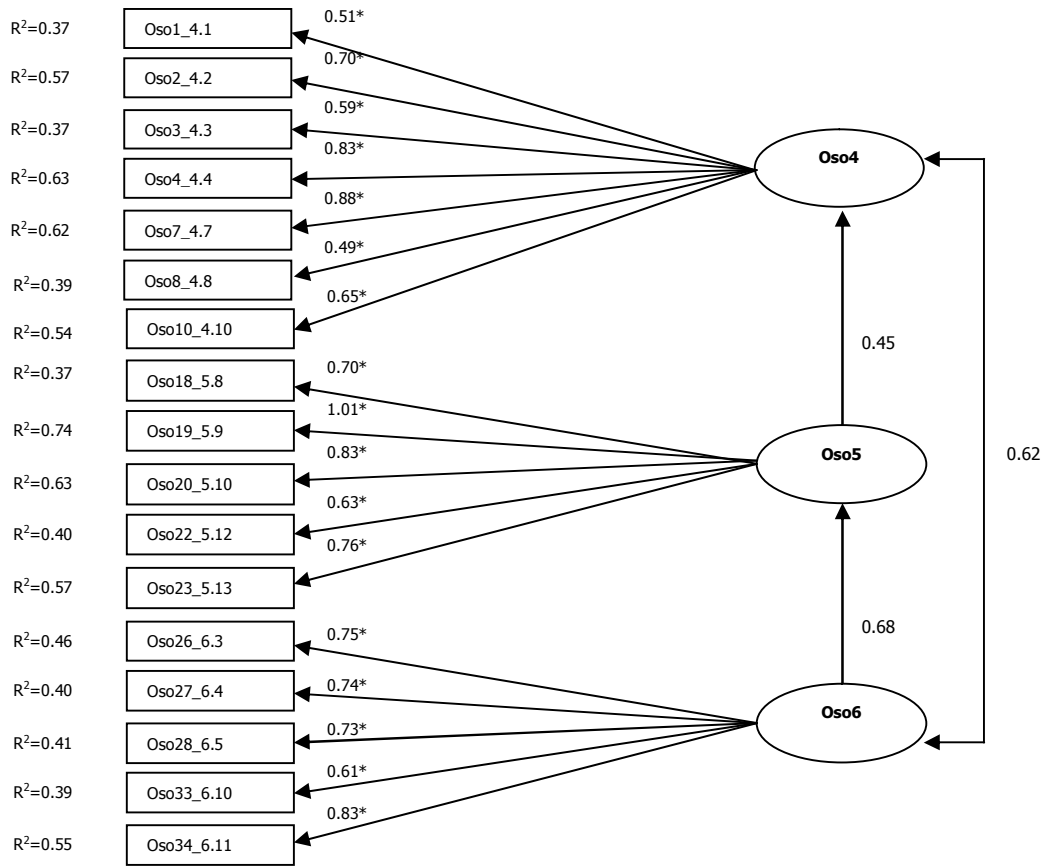 R²=0.37 Oso1_4.1 0.51*
R²=0.57 Oso2_4.2 0.70*
R²=0.37 Oso3_4.3 0.59*
R²=0.63 Oso4_4.4 0.83*
R²=0.62 Oso7_4.7 0.88*
R²=0.39 Oso8_4.8 0.49*
R²=0.54 Oso10_4.10 0.65*
Oso4
0.45
R²=0.37 Oso18_5.8 0.70*
R²=0.74 Oso19_5.9 1.01*
R²=0.63 Oso20_5.10 0.83*
R²=0.40 Oso22_5.12 0.63*
R²=0.57 Oso23_5.13 0.76*
Oso5
0.62
0.68
R²=0.46 Oso26_6.3 0.75*
R²=0.40 Oso27_6.4 0.74*
R²=0.41 Oso28_6.5 0.73*
R²=0.39 Oso33_6.10 0.61*
R²=0.55 Oso34_6.11 0.83*
Oso6